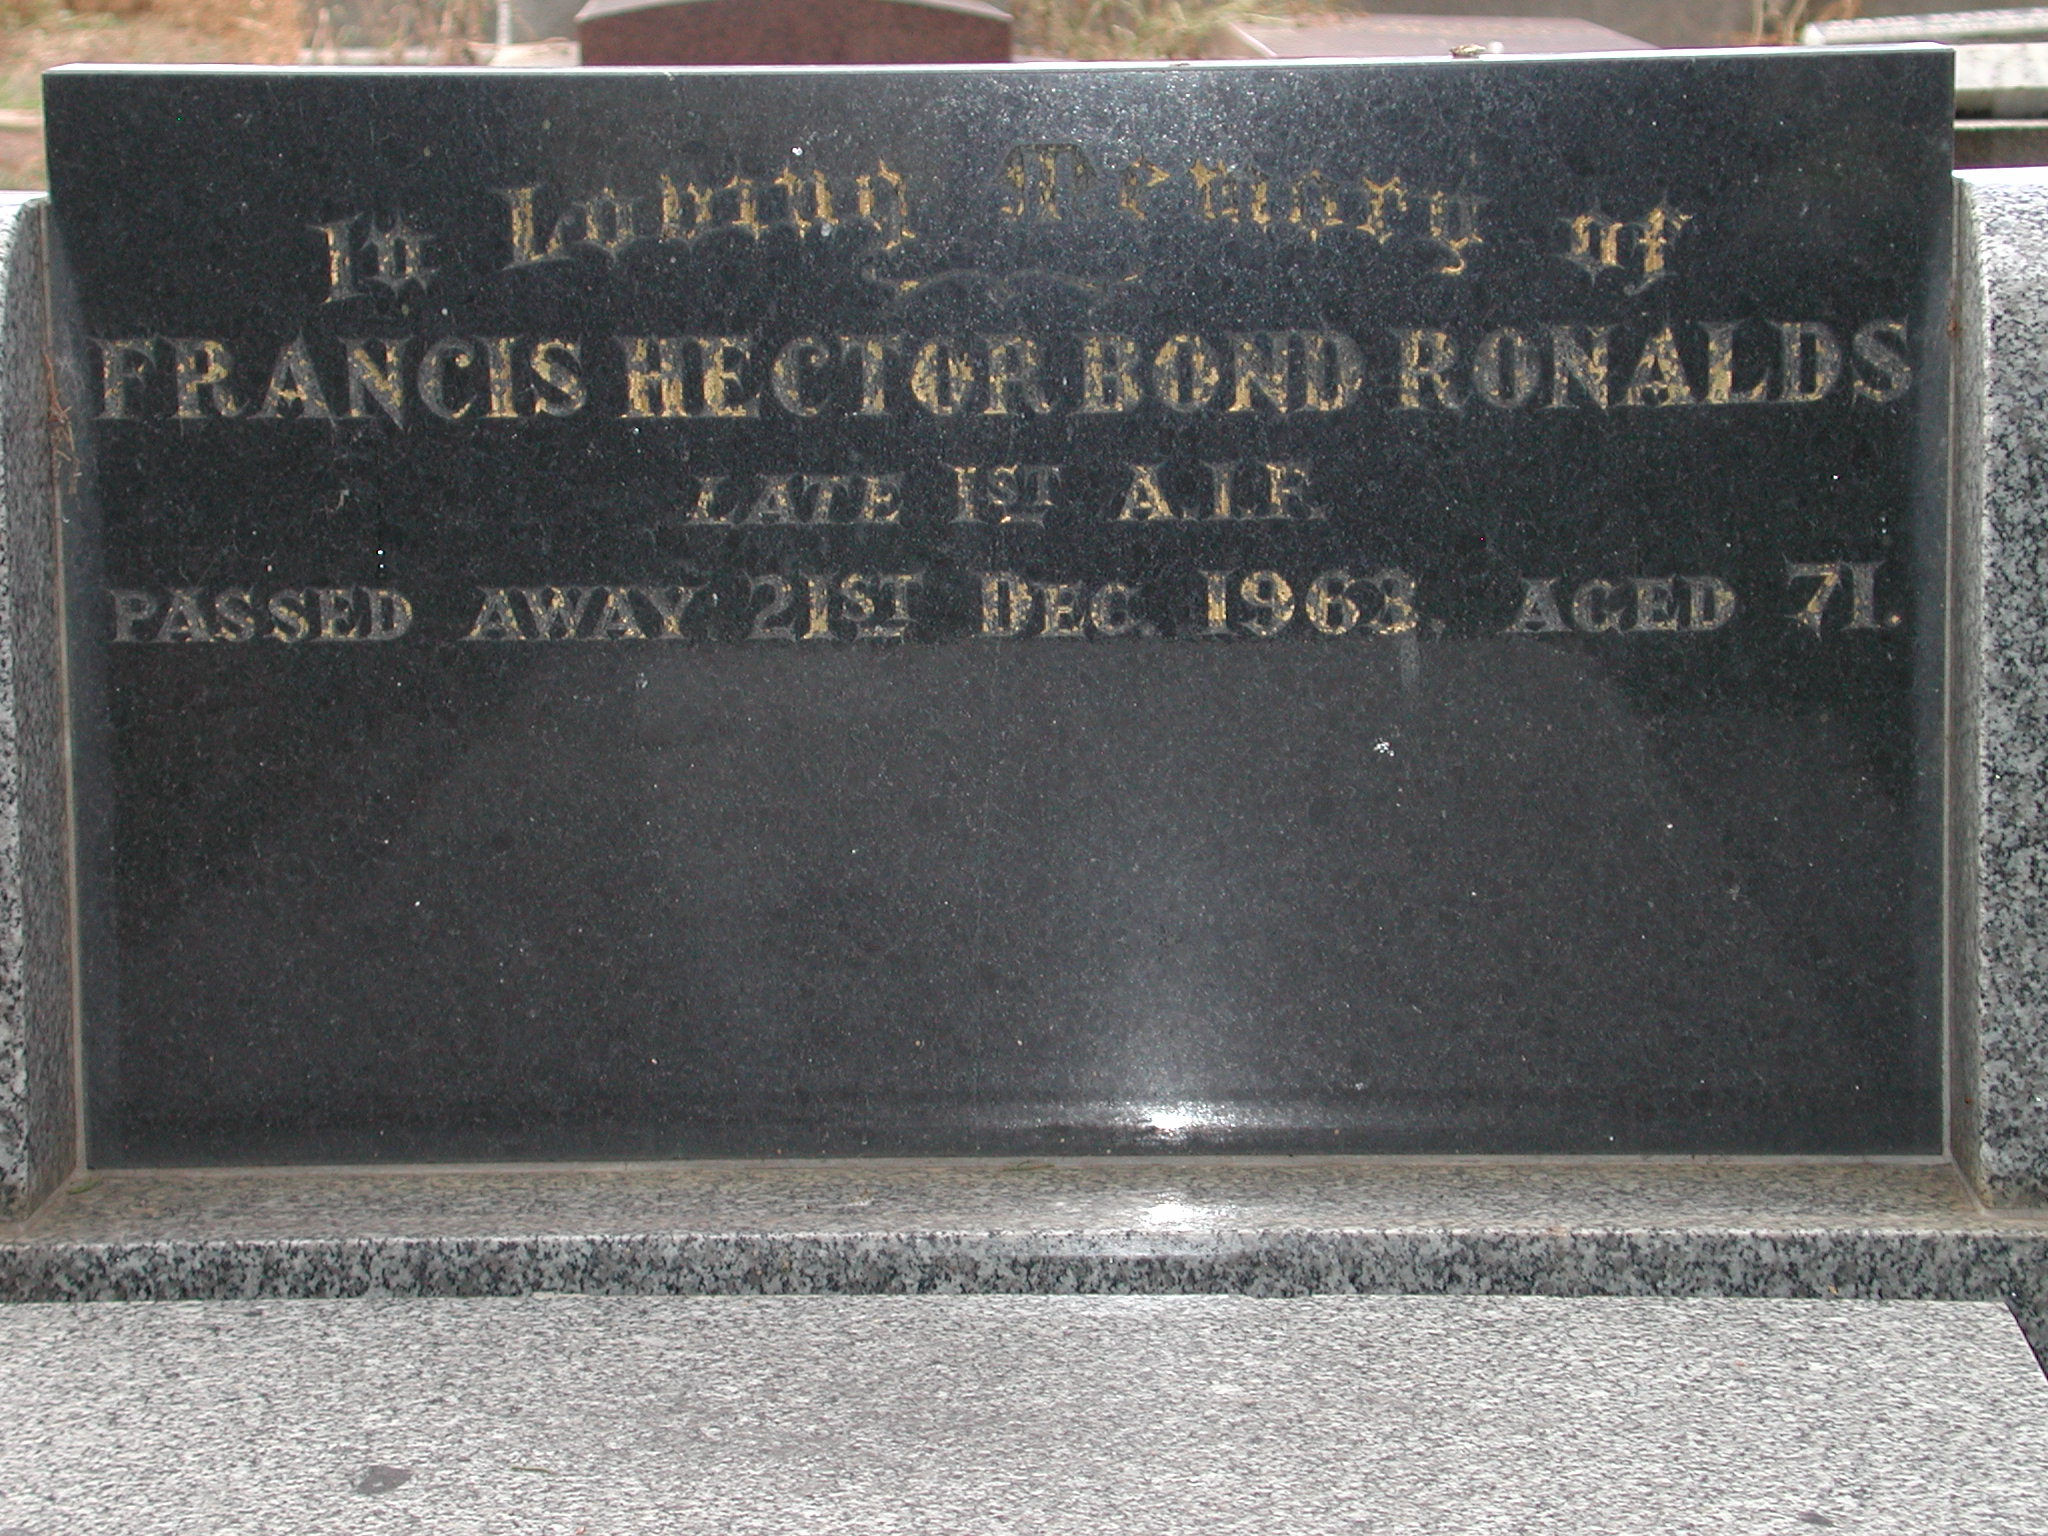 In Loving Memory of
FRANCIS HECTOR BOND RONALDS
LATE 1ST A.I.F.
PASSED AWAY 21ST DEC. 1963, AGED 71.